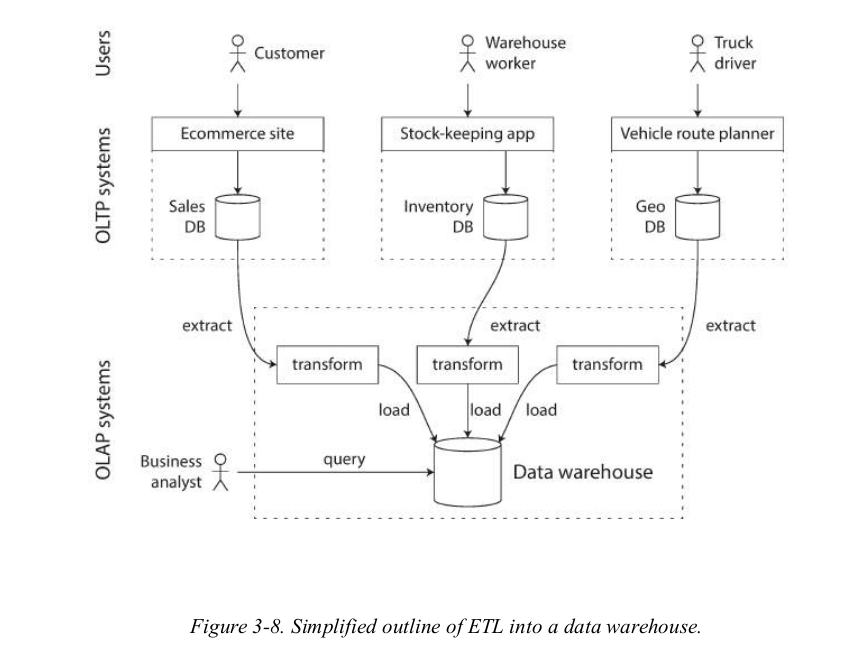 Users
Customer
Warehouse
worker
Truck
driver
OLTP systems
Ecommerce site
Stock-keeping app
Vehicle route planner
Sales
DB
Inventory
DB
Geo
DB
extract
extract
extract
OLAP systems
transform
transform
transform
load
load
load
Business
analyst
query
Data warehouse
Figure 3-8. Simplified outline of ETL into a data warehouse.